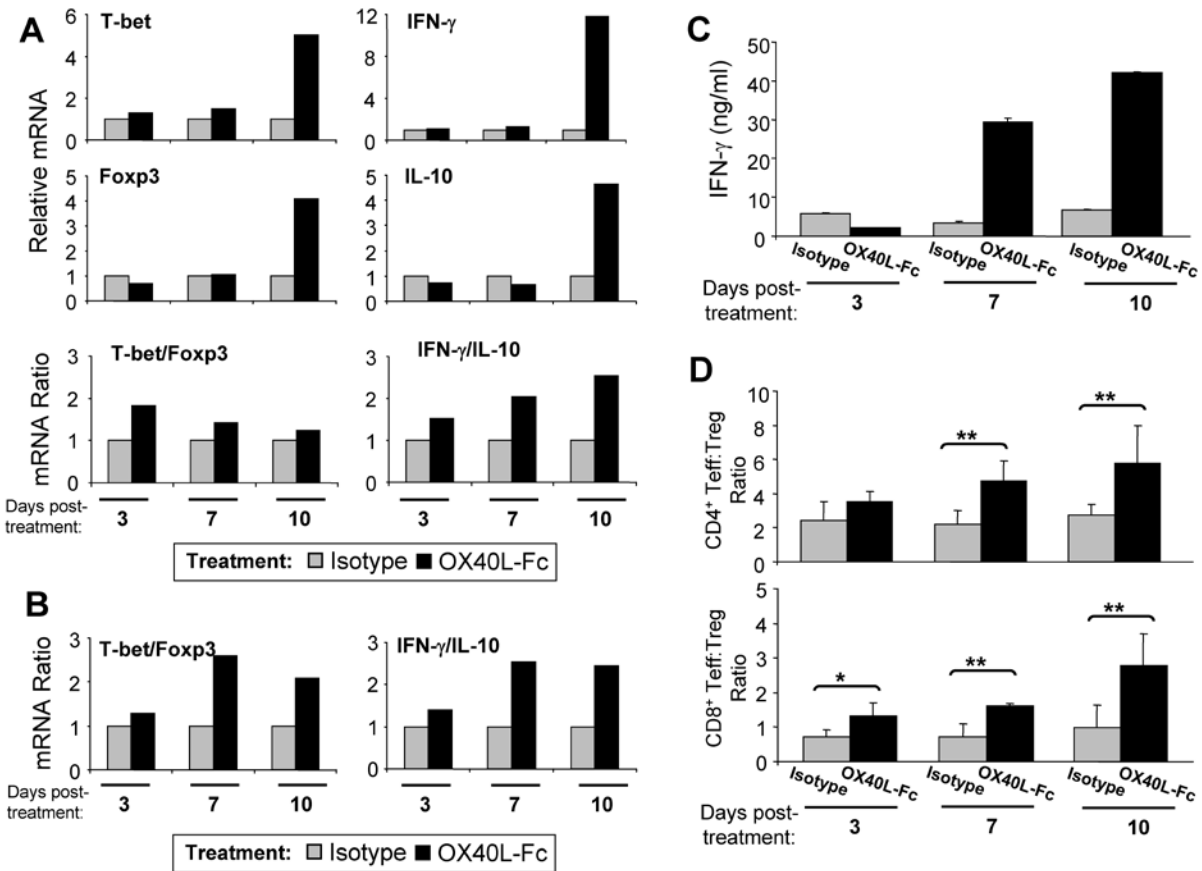 A
T-bet
6
4
2
0
IFN-γ
12
8
4
0
Relative mRNA
Foxp3
5
4
3
2
1
0
IL-10
5
4
3
2
1
0
mRNA Ratio
T-bet/Foxp3
3
2
1
0
IFN-γ/IL-10
3
2
1
0
Days post-
treatment:
3 7 10 3 7 10
Treatment: Isotype OX40L-Fc
B
mRNA Ratio
T-bet/Foxp3
3
2
1
0
IFN-γ/IL-10
3
2
1
0
Days post-
treatment:
3 7 10 3 7 10
Treatment: Isotype OX40L-Fc
C
IFN-γ (ng/ml)
50
40
30
20
10
0
Isotype OX40L-Fc Isotype OX40L-Fc Isotype OX40L-Fc
Days post-
treatment:
3 7 10
D
CD4+ Teff:Treg
Ratio
10
8
6
4
2
0
** **
CD8+ Teff:Treg
Ratio
5
4
3
2
1
0
* ** **
Isotype OX40L-Fc Isotype OX40L-Fc Isotype OX40L-Fc
Days post-
treatment:
3 7 10